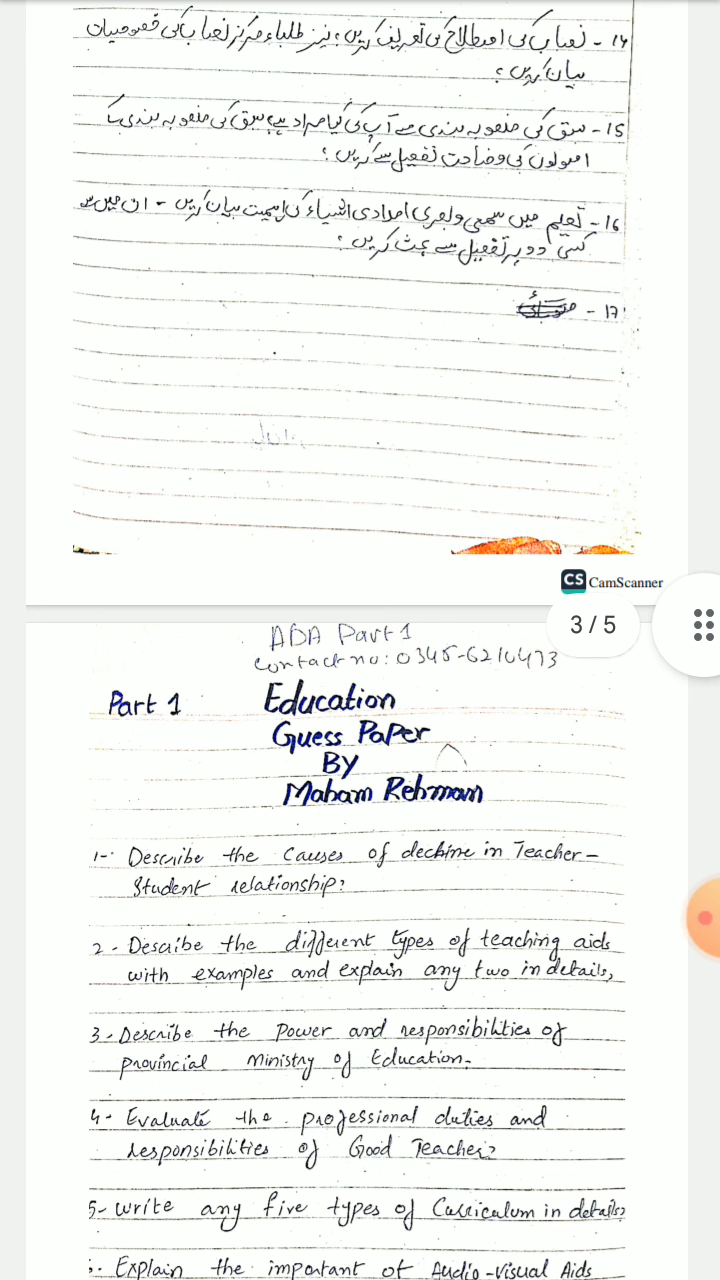 14 - نصاب کی اصطلاح کی تعریف کریں، نیز طلباء مرکز نصاب کی خصوصیات
بیان کریں؟
15 - سبق کی منصوبہ بندی سے آپ کی کیا مراد ہے، سبق کی منصوبہ بندی کے
اصولوں کی وضاحت تفصیل سے کریں؟
16 - تعلیم میں سمعی و بصری امدادی اشیاء کی اہمیت بیان کریں - ان میں سے
کسی دو پر تفصیل سے بحث کریں؟
17 -
CS CamScanner
3 / 5
ADA Part 1
contact no: 0345-6210473
Part 1 Education
Guess Paper
By
Maham Rehman
1-. Describe the Causes of decline in Teacher-
Student relationship?
2 - Describe the different types of teaching aids
with examples and explain any two in details,
3 - Describe the power and responsibilities of
provincial ministry of Education.
4- Evaluate the professional duties and
responsibilities of Good Teacher?
5- write any five types of Curriculum in details?
Explain the important of Audio-Visual Aids